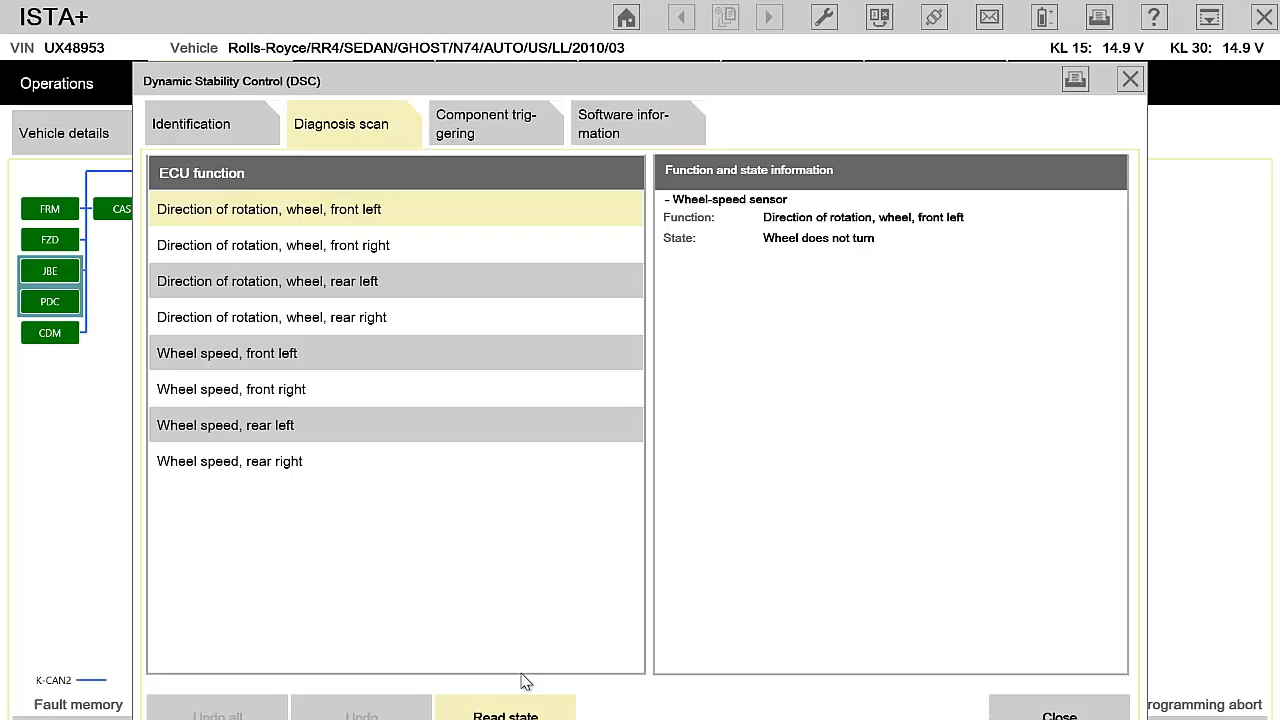 ISTA+
VIN UX48953 Vehicle Rolls-Royce/RR4/SEDAN/GHOST/N74/AUTO/US/LL/2010/03 KL 15: 14.9 V KL 30: 14.9 V
Operations
Dynamic Stability Control (DSC)
Vehicle details
Identification
Diagnosis scan
Component trig-
gering
Software infor-
mation
ECU function
Direction of rotation, wheel, front left
Direction of rotation, wheel, front right
Direction of rotation, wheel, rear left
Direction of rotation, wheel, rear right
Wheel speed, front left
Wheel speed, front right
Wheel speed, rear left
Wheel speed, rear right
Function and state information
- Wheel-speed sensor
Function: Direction of rotation, wheel, front left
State: Wheel does not turn
FRM
CAS
FZD
JBE
PDC
CDM
K-CAN2
Fault memory
Undo all
Undo
Read state
Close
rogramming abort